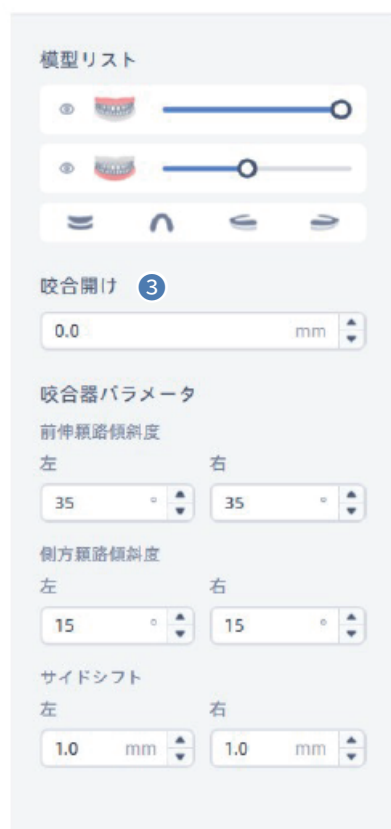 模型リスト
咬合開け 3
0.0 mm
咬合器パラメータ
前伸顆路傾斜度
左 右
35 ° 35 °
側方顆路傾斜度
左 右
15 ° 15 °
サイドシフト
左 右
1.0 mm 1.0 mm